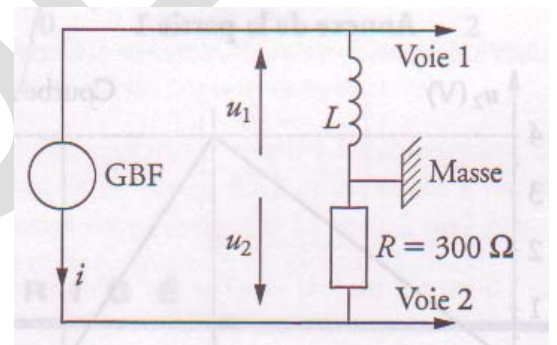 Voie 1
u₁
L
GBF
Masse
u₂
R = 300 Ω
i
Voie 2